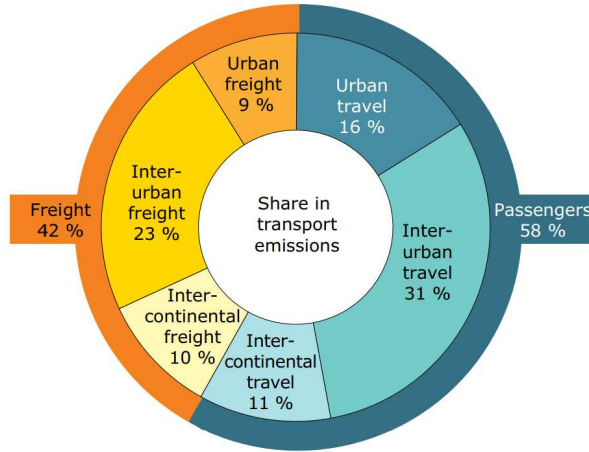 Urban
freight
9 %
Urban
travel
16 %
Inter-
urban
freight
23 %
Share in
transport
emissions
Freight
42 %
Passengers
58 %
Inter-
urban
travel
31 %
Inter-
continental
freight
10 %
Inter-
continental
travel
11 %